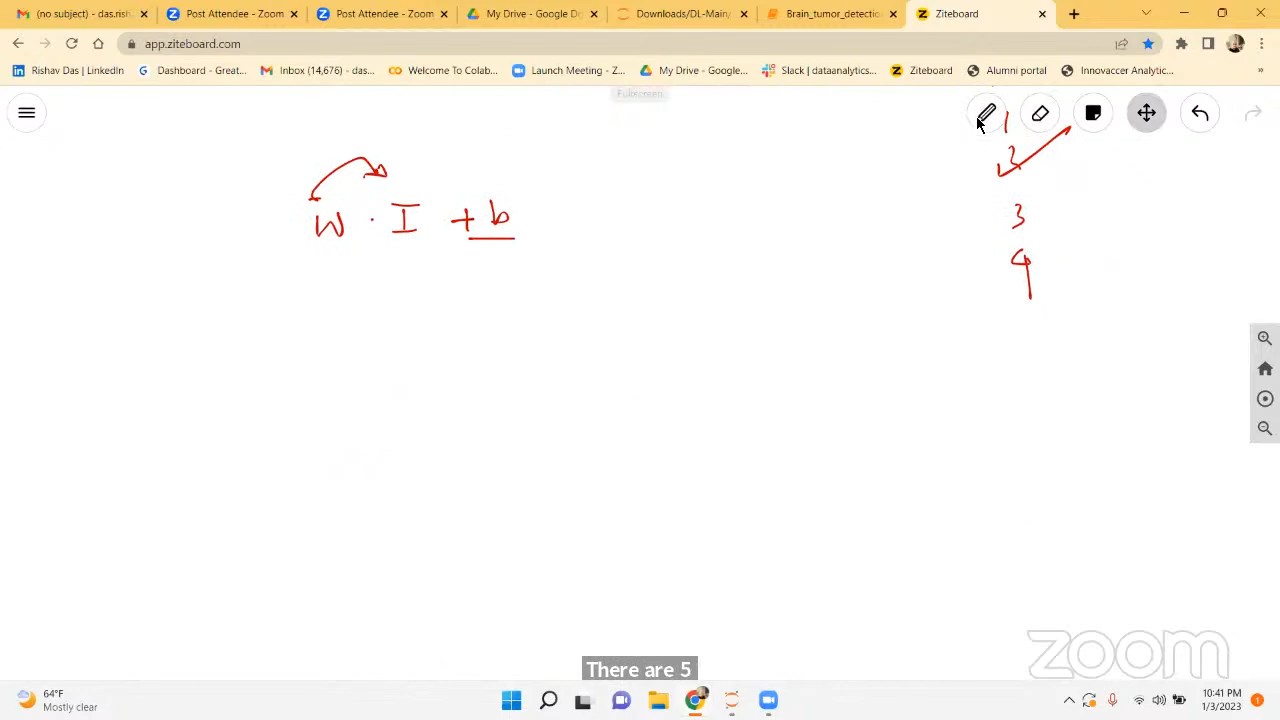 (no subject) - das.rish
Post Attendee - Zoom
Post Attendee - Zoom
My Drive - Google Dr
Downloads/DL-Main/
Brain_tumor_detectio
Ziteboard
app.ziteboard.com
Rishav Das | LinkedIn
Dashboard - Great...
Inbox (14,676) - das...
Welcome To Colab...
Launch Meeting - Z...
My Drive - Google...
Slack | dataanalytics...
Ziteboard
Alumni portal
Innovaccer Analytic...
Fullscreen
1
2
W · I + b
3
4
zoom
There are 5
64°F
Mostly clear
10:41 PM
1/3/2023
1